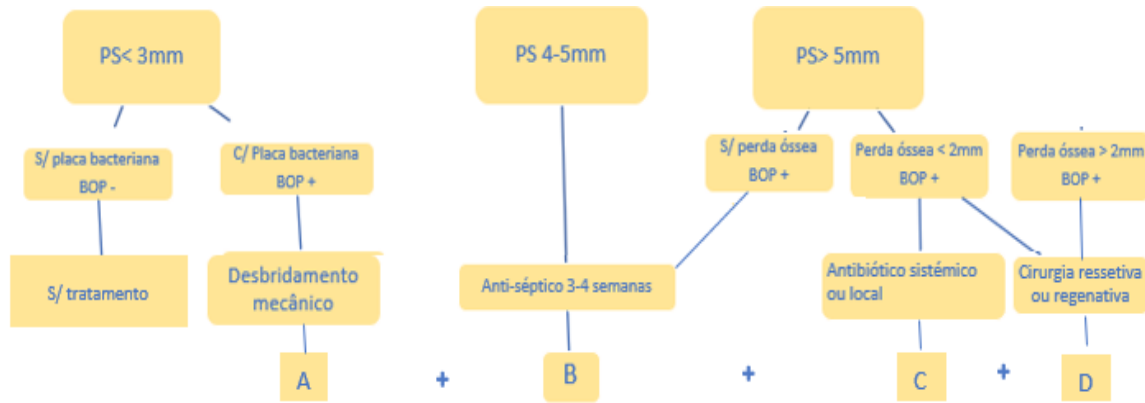 PS< 3mm
PS 4-5mm
PS> 5mm
S/ placa bacteriana
BOP -
C/ Placa bacteriana
BOP +
S/ perda óssea
BOP +
Perda óssea < 2mm
BOP +
Perda óssea > 2mm
BOP +
S/ tratamento
Desbridamento
mecânico
Anti-séptico 3-4 semanas
Antibiótico sistémico
ou local
Cirurgia ressetiva
ou regenativa
A + B + C + D